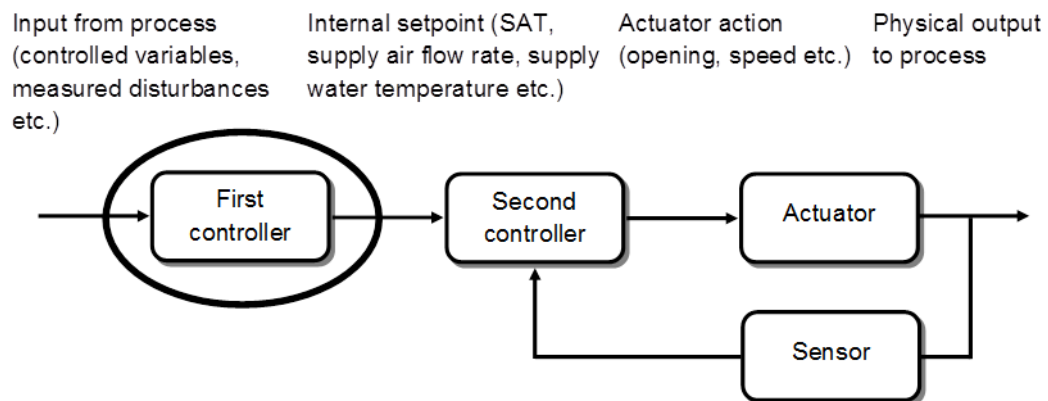 Input from process
(controlled variables,
measured disturbances
etc.)
Internal setpoint (SAT,
supply air flow rate, supply
water temperature etc.)
Actuator action
(opening, speed etc.)
Physical output
to process
First
controller
Second
controller
Actuator
Sensor